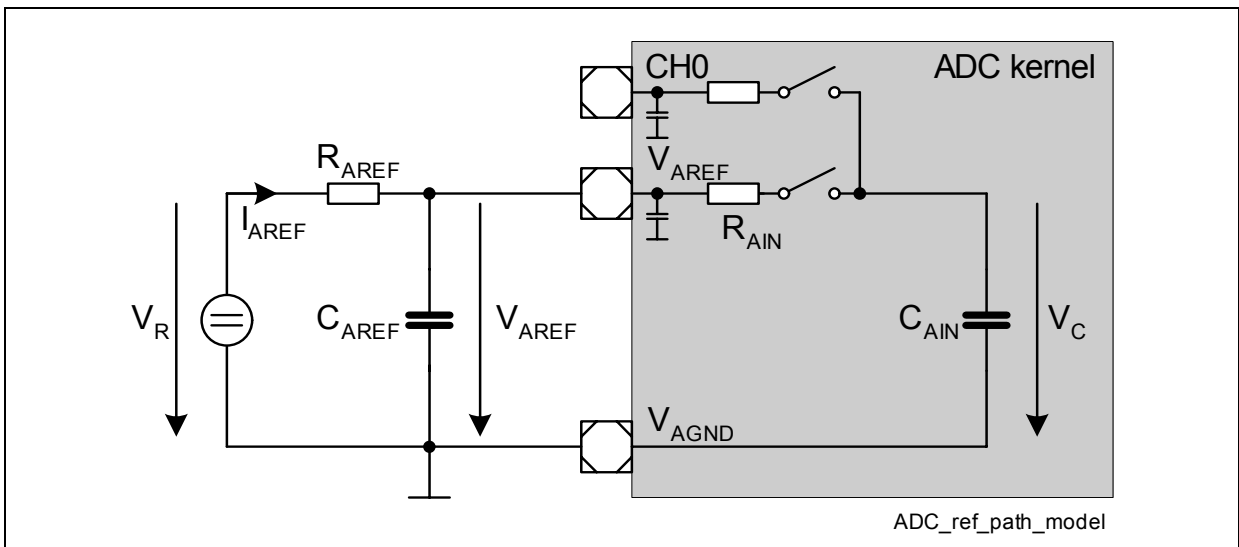 CH0
ADC kernel
R_AREF
V_AREF
I_AREF
R_AIN
V_R
C_AREF
V_AREF
C_AIN
V_C
V_AGND
ADC_ref_path_model